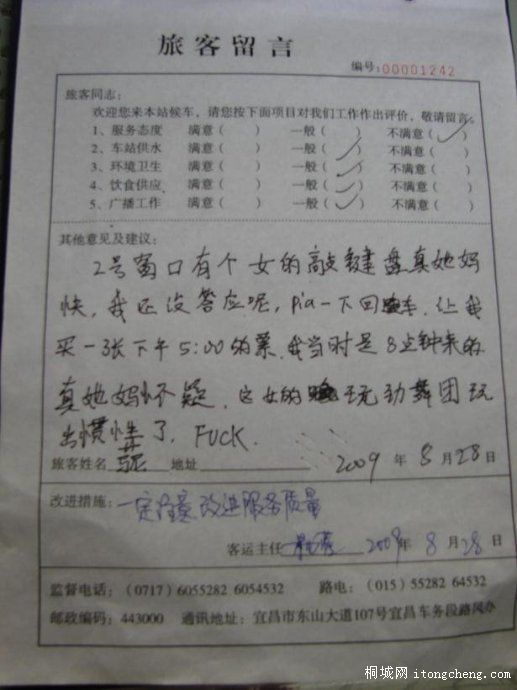 旅客留言
编号:00001242
旅客同志:
欢迎您来本站候车,请您按下面项目对我们工作作出评价,敬请留言。
1、服务态度 满意( ) 一般( ) 不满意(✓)
2、车站供水 满意( ) 一般(✓) 不满意( )
3、环境卫生 满意( ) 一般(✓) 不满意( )
4、饮食供应 满意( ) 一般(✓) 不满意( )
5、广播工作 满意( ) 一般(✓) 不满意( )
其他意见及建议:
2号窗口有个女的敲键盘真她妈
快,我还没答应呢,pia一下回车,让我
买一张下午5:00的票,我当时是8点钟来的
真她妈怀疑,这女的玩劲舞团玩
出惯性了,FUCK.
旅客姓名 地址 2009年8月28日
改进措施:一定注意改进服务质量
客运主任 2009年8月28日
监督电话:(0717)6055282 6054532 路电:(015)55282 64532
邮政编码:443000 通讯地址:宜昌市东山大道107号宜昌车务段路风办
桐城网 itongcheng.com